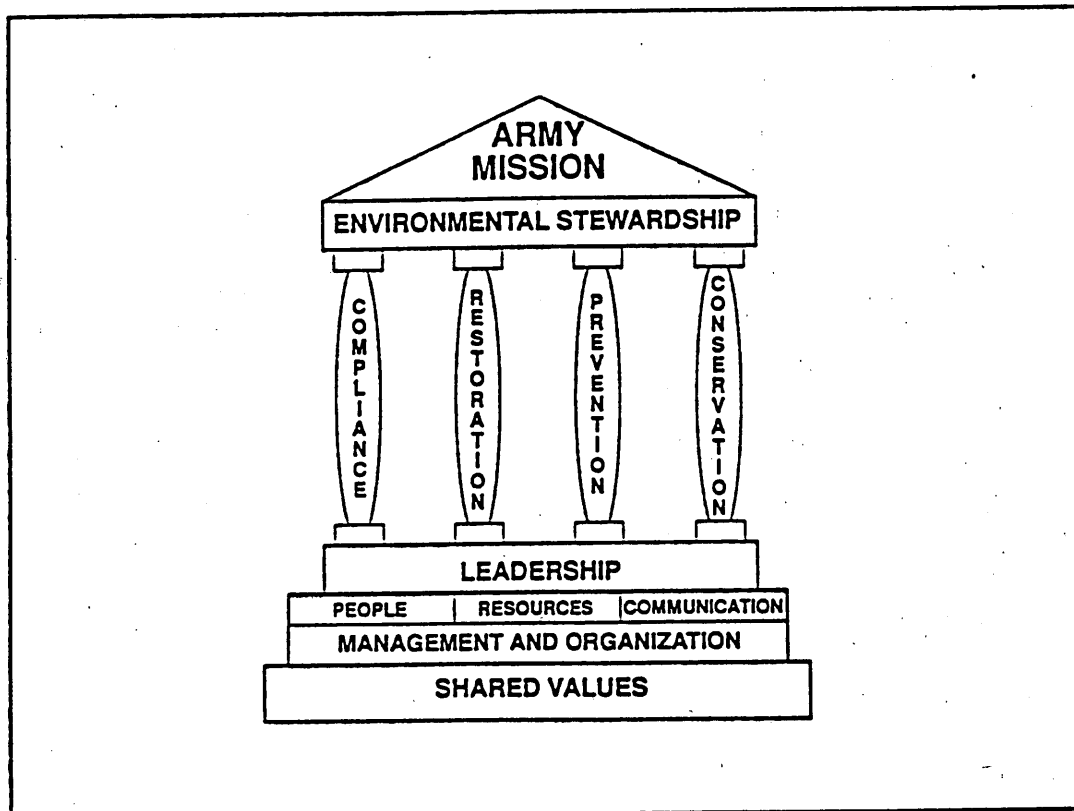 ARMY
MISSION
ENVIRONMENTAL STEWARDSHIP
COMPLIANCE
RESTORATION
PREVENTION
CONSERVATION
LEADERSHIP
PEOPLE RESOURCES COMMUNICATION
MANAGEMENT AND ORGANIZATION
SHARED VALUES